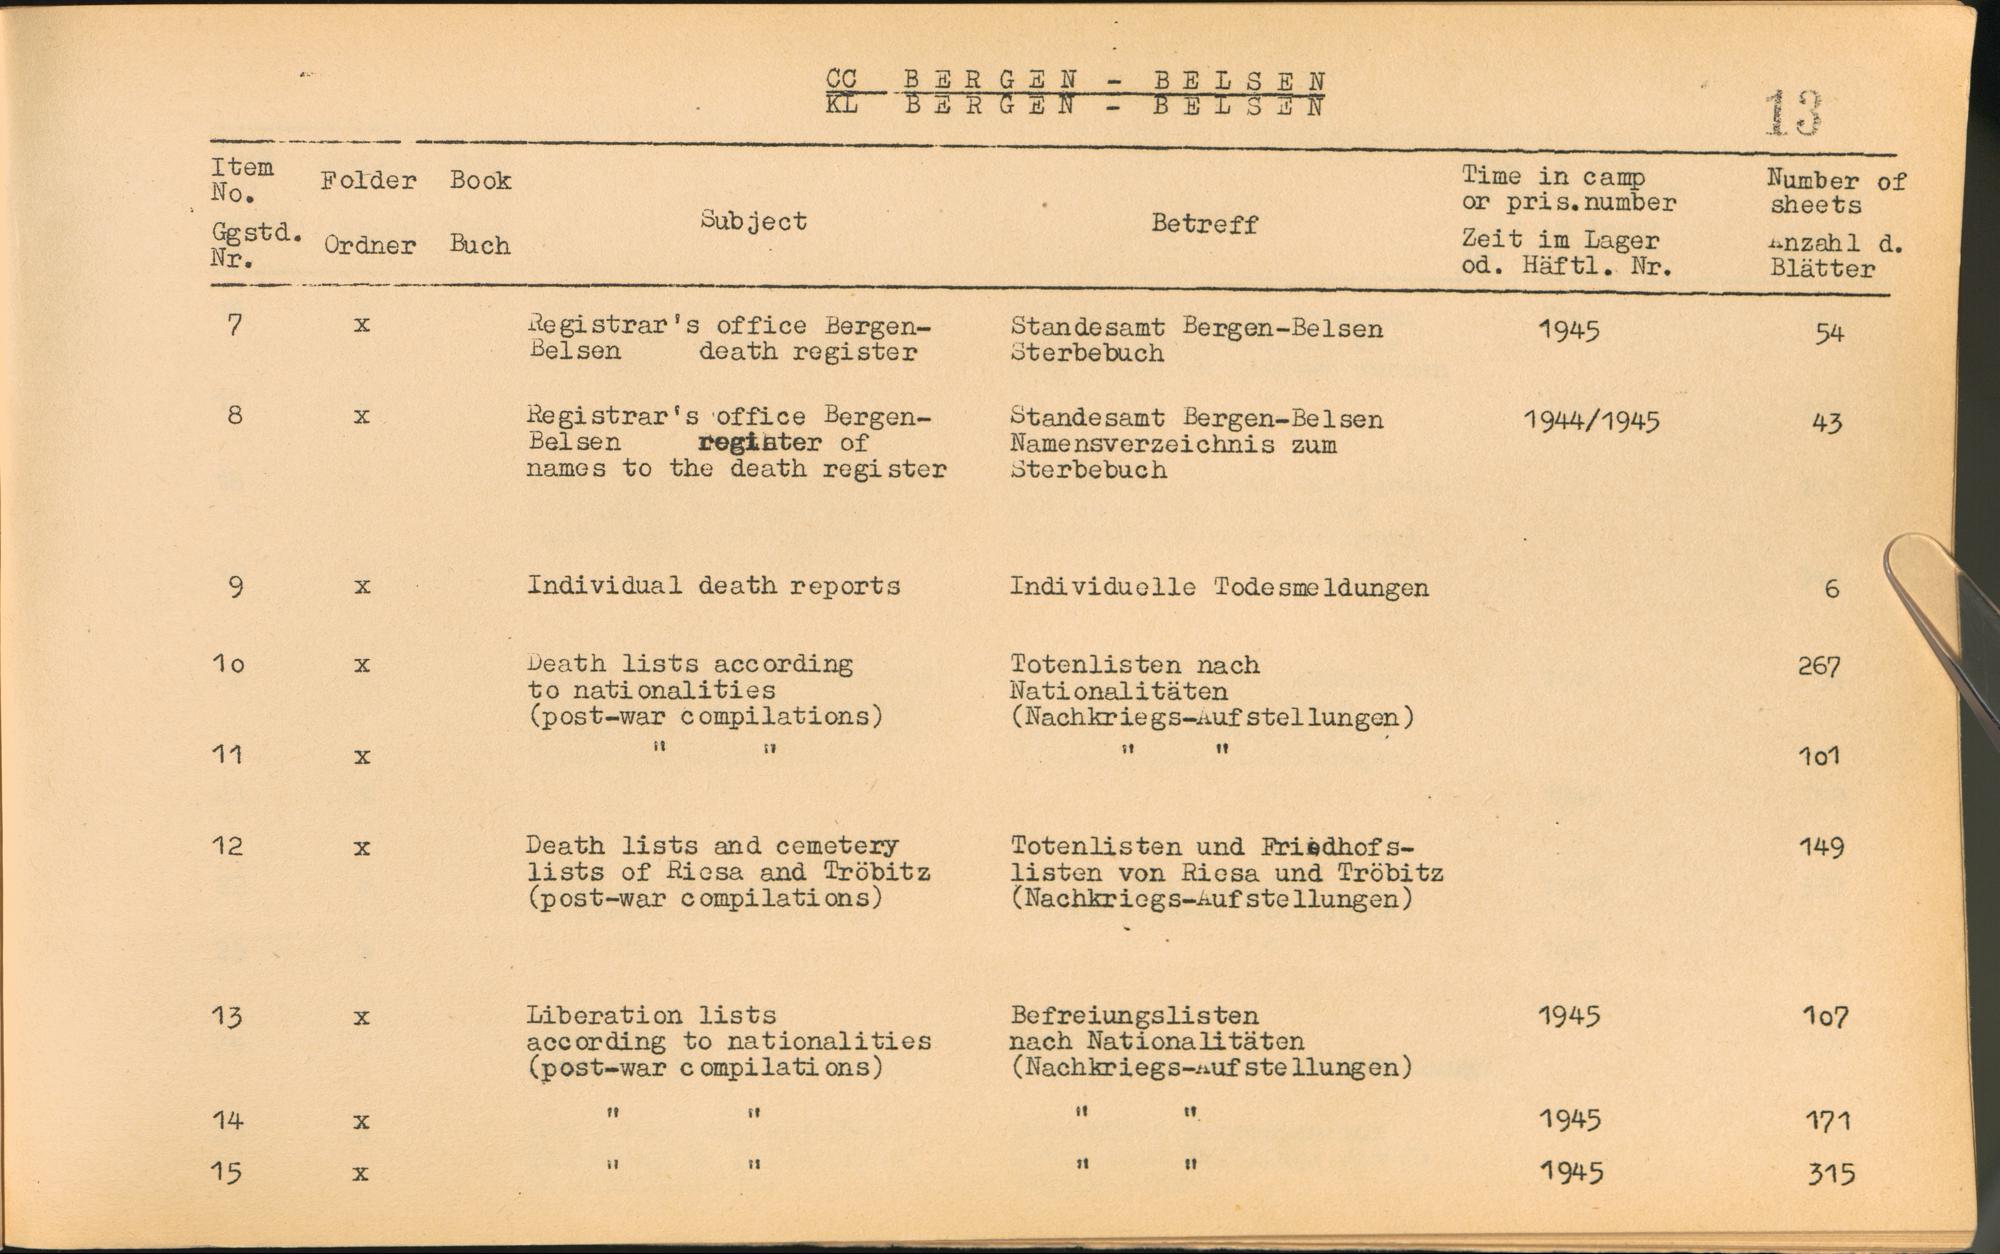 CC BERGEN - BELSEN
KL BERGEN - BELSEN
13
Item No. Folder Book Subject Betreff Time in camp or pris.number Number of sheets
Ggstd. Nr. Ordner Buch Zeit im Lager od. Häftl. Nr. Anzahl d. Blätter
7 x Registrar's office Bergen- Standesamt Bergen-Belsen 1945 54
Belsen death register Sterbebuch
8 x Registrar's office Bergen- Standesamt Bergen-Belsen 1944/1945 43
Belsen register of Namensverzeichnis zum
names to the death register Sterbebuch
9 x Individual death reports Individuelle Todesmeldungen 6
1o x Death lists according Totenlisten nach 267
to nationalities Nationalitäten
(post-war compilations) (Nachkriegs-Aufstellungen)
11 x " " " " 1o1
12 x Death lists and cemetery Totenlisten und Friedhofs- 149
lists of Riesa and Tröbitz listen von Riesa und Tröbitz
(post-war compilations) (Nachkriegs-Aufstellungen)
13 x Liberation lists Befreiungslisten 1945 1o7
according to nationalities nach Nationalitäten
(post-war compilations) (Nachkriegs-Aufstellungen)
14 x " " " " 1945 171
15 x " " " " 1945 315